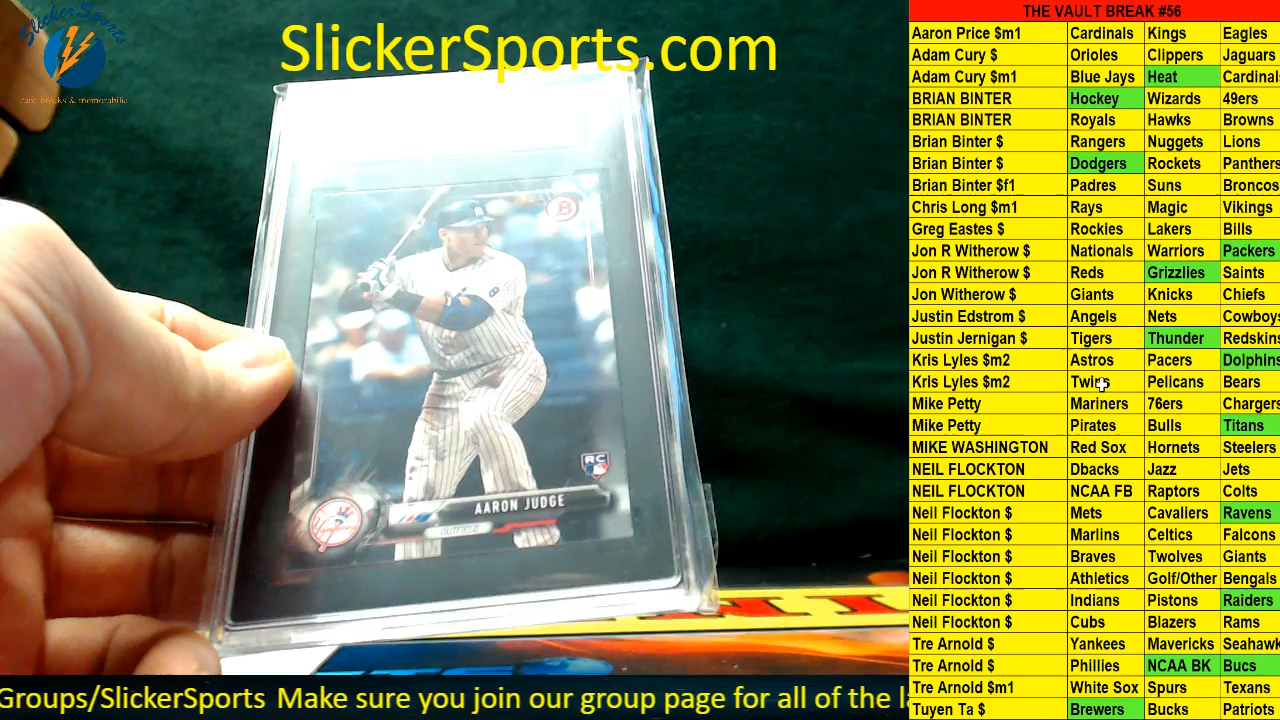 SlickerSports
card breaks & memorabilia
SlickerSports.com
B
RC
AARON JUDGE
OUTFIELD
THE VAULT BREAK #56
Aaron Price $m1 Cardinals Kings Eagles
Adam Cury $ Orioles Clippers Jaguars
Adam Cury $m1 Blue Jays Heat Cardinal
BRIAN BINTER Hockey Wizards 49ers
BRIAN BINTER Royals Hawks Browns
Brian Binter $ Rangers Nuggets Lions
Brian Binter $ Dodgers Rockets Panthers
Brian Binter $f1 Padres Suns Broncos
Chris Long $m1 Rays Magic Vikings
Greg Eastes $ Rockies Lakers Bills
Jon R Witherow $ Nationals Warriors Packers
Jon R Witherow $ Reds Grizzlies Saints
Jon Witherow $ Giants Knicks Chiefs
Justin Edstrom $ Angels Nets Cowboys
Justin Jernigan $ Tigers Thunder Redskins
Kris Lyles $m2 Astros Pacers Dolphins
Kris Lyles $m2 Twins Pelicans Bears
Mike Petty Mariners 76ers Chargers
Mike Petty Pirates Bulls Titans
MIKE WASHINGTON Red Sox Hornets Steelers
NEIL FLOCKTON Dbacks Jazz Jets
NEIL FLOCKTON NCAA FB Raptors Colts
Neil Flockton $ Mets Cavaliers Ravens
Neil Flockton $ Marlins Celtics Falcons
Neil Flockton $ Braves Twolves Giants
Neil Flockton $ Athletics Golf/Other Bengals
Neil Flockton $ Indians Pistons Raiders
Neil Flockton $ Cubs Blazers Rams
Tre Arnold $ Yankees Mavericks Seahawk
Tre Arnold $ Phillies NCAA BK Bucs
Tre Arnold $m1 White Sox Spurs Texans
Tuyen Ta $ Brewers Bucks Patriots
Groups/SlickerSports Make sure you join our group page for all of the la